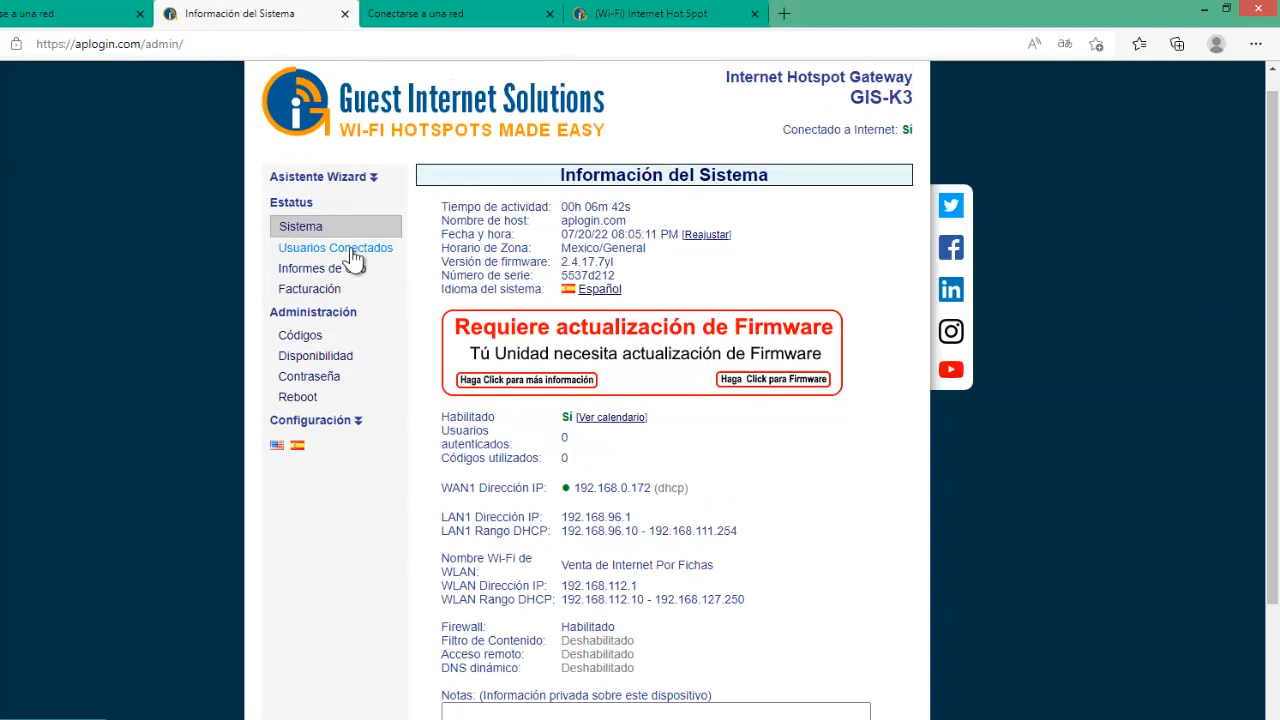 e a una red
Información del Sistema
Conectarse a una red
(Wi-Fi) Internet Hot Spot
https://aplogin.com/admin/
Guest Internet Solutions
WI-FI HOTSPOTS MADE EASY
Internet Hotspot Gateway
GIS-K3
Conectado a Internet: Sí
Asistente Wizard
Estatus
Sistema
Usuarios Conectados
Informes de
Facturación
Administración
Códigos
Disponibilidad
Contraseña
Reboot
Configuración
Información del Sistema
Tiempo de actividad: 00h 06m 42s
Nombre de host: aplogin.com
Fecha y hora: 07/20/22 08:05:11 PM [Reajustar]
Horario de Zona: Mexico/General
Versión de firmware: 2.4.17.7yl
Número de serie: 5537d212
Idioma del sistema: Español
Requiere actualización de Firmware
Tú Unidad necesita actualización de Firmware
Haga Click para más información
Haga Click para Firmware
Habilitado Sí [Ver calendario]
Usuarios
autenticados: 0
Códigos utilizados: 0
WAN1 Dirección IP: 192.168.0.172 (dhcp)
LAN1 Dirección IP: 192.168.96.1
LAN1 Rango DHCP: 192.168.96.10 - 192.168.111.254
Nombre Wi-Fi de
WLAN: Venta de Internet Por Fichas
WLAN Dirección IP: 192.168.112.1
WLAN Rango DHCP: 192.168.112.10 - 192.168.127.250
Firewall: Habilitado
Filtro de Contenido: Deshabilitado
Acceso remoto: Deshabilitado
DNS dinámico: Deshabilitado
Notas: (Información privada sobre este dispositivo)